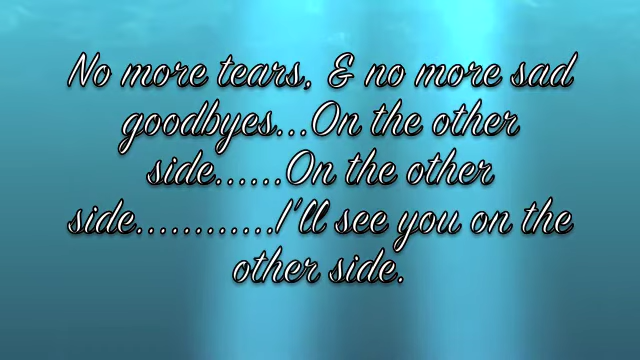 No more tears, & no more sad
goodbyes...On the other
side......On the other
side............I'll see you on the
other side.